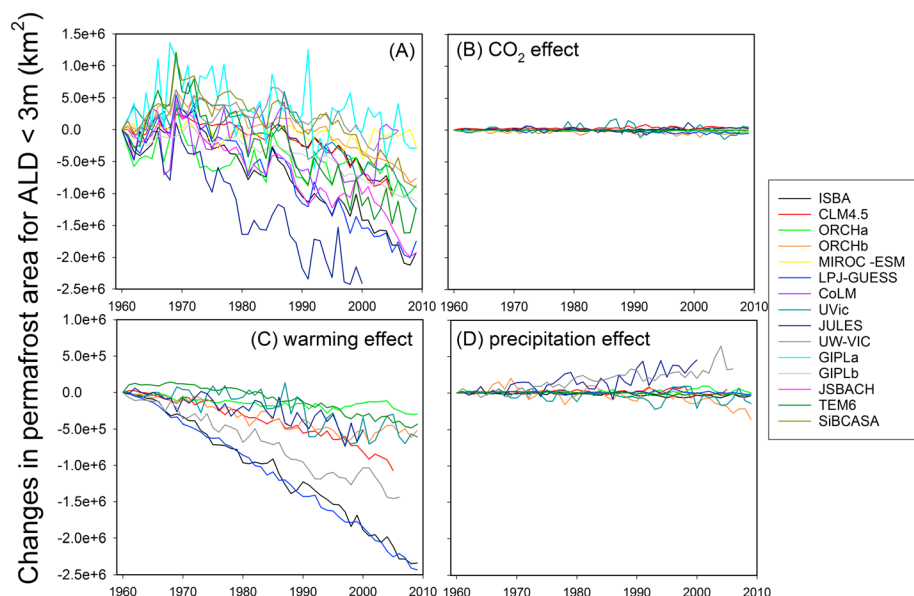 Changes in permafrost area for ALD < 3m (km²)
(A)
1.5e+6
1.0e+6
5.0e+5
0.0
-5.0e+5
-1.0e+6
-1.5e+6
-2.0e+6
-2.5e+6
1960 1970 1980 1990 2000 2010
(B) CO₂ effect
1960 1970 1980 1990 2000 2010
(C) warming effect
1.0e+6
5.0e+5
0.0
-5.0e+5
-1.0e+6
-1.5e+6
-2.0e+6
-2.5e+6
1960 1970 1980 1990 2000 2010
(D) precipitation effect
1960 1970 1980 1990 2000 2010
ISBA
CLM4.5
ORCHa
ORCHb
MIROC -ESM
LPJ-GUESS
CoLM
UVic
JULES
UW-VIC
GIPLa
GIPLb
JSBACH
TEM6
SiBCASA